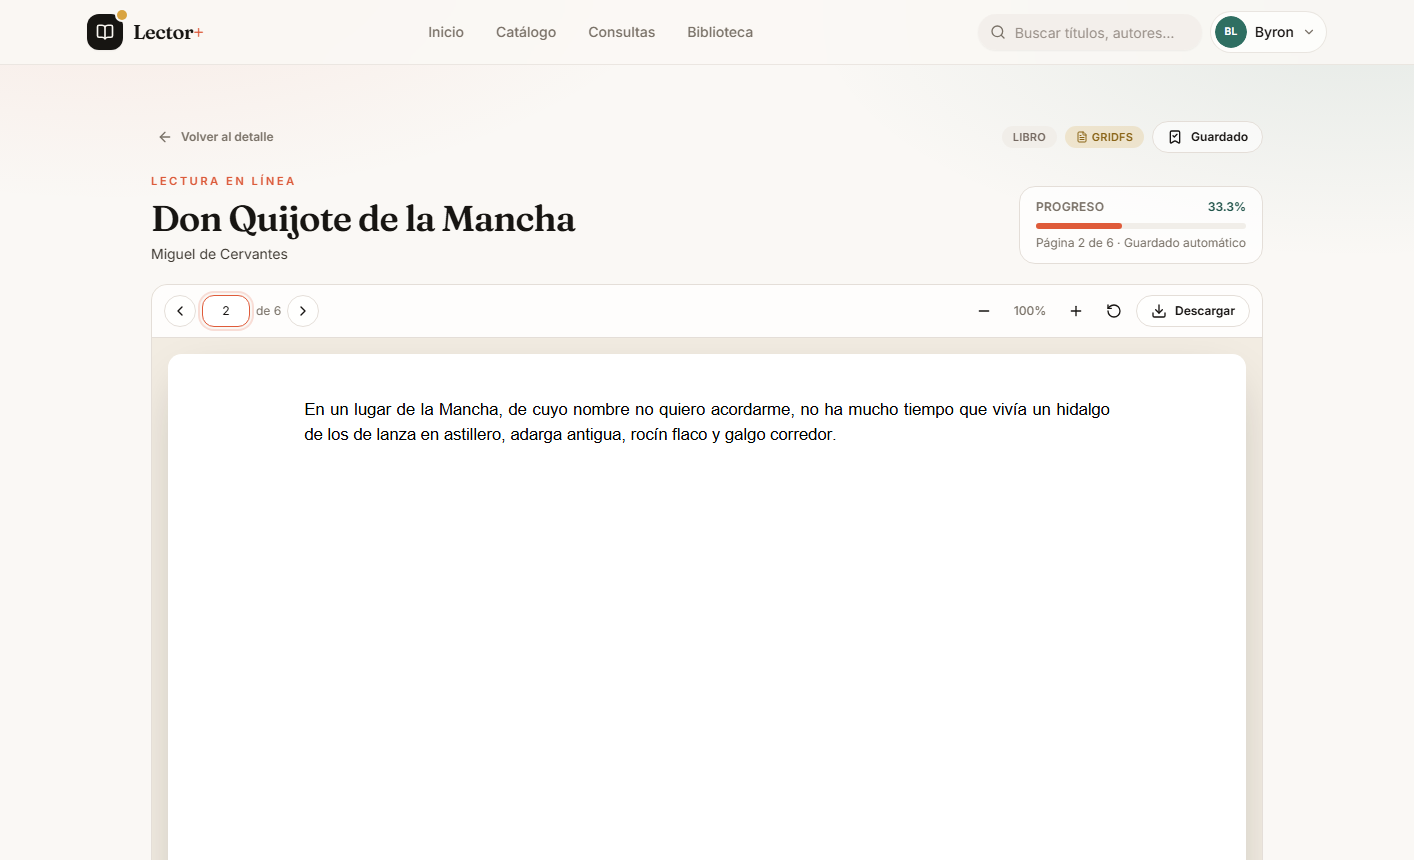 Lector+
Inicio
Catálogo
Consultas
Biblioteca
Buscar títulos, autores...
BL
Byron
Volver al detalle
LIBRO
GRIDFS
Guardado
LECTURA EN LÍNEA
Don Quijote de la Mancha
Miguel de Cervantes
PROGRESO
33.3%
Página 2 de 6 · Guardado automático
2
de 6
100%
Descargar
En un lugar de la Mancha, de cuyo nombre no quiero acordarme, no ha mucho tiempo que vivía un hidalgo
de los de lanza en astillero, adarga antigua, rocín flaco y galgo corredor.